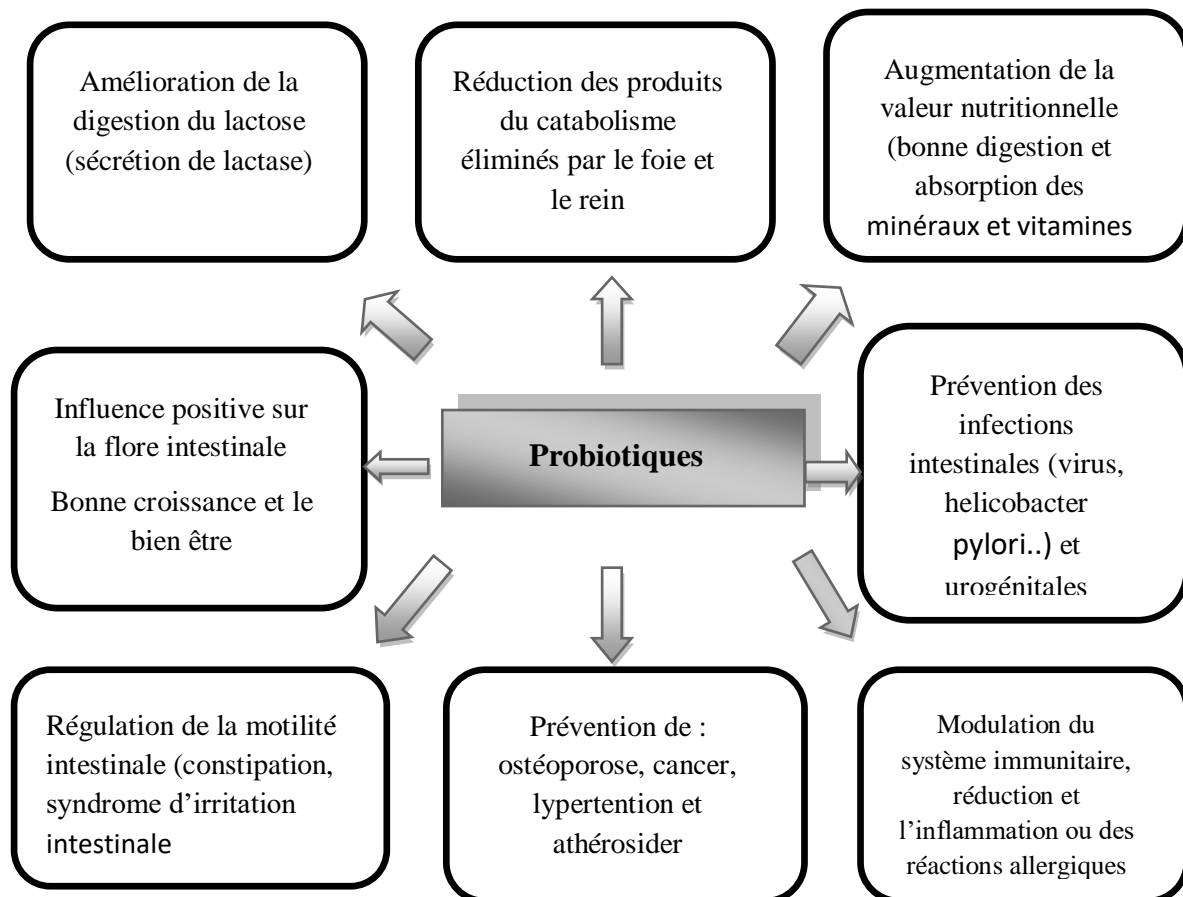 Amélioration de la
digestion du lactose
(sécrétion de lactase)
Réduction des produits
du catabolisme
éliminés par le foie et
le rein
Augmentation de la
valeur nutritionnelle
(bonne digestion et
absorption des
minéraux et vitamines
Influence positive sur
la flore intestinale
Bonne croissance et le
bien être
Probiotiques
Prévention des
infections
intestinales (virus,
helicobacter
pylori..) et
urogénitales
Régulation de la motilité
intestinale (constipation,
syndrome d’irritation
intestinale
Prévention de :
ostéoporose, cancer,
lypertention et
athérosider
Modulation du
système immunitaire,
réduction et
l’inflammation ou des
réactions allergiques